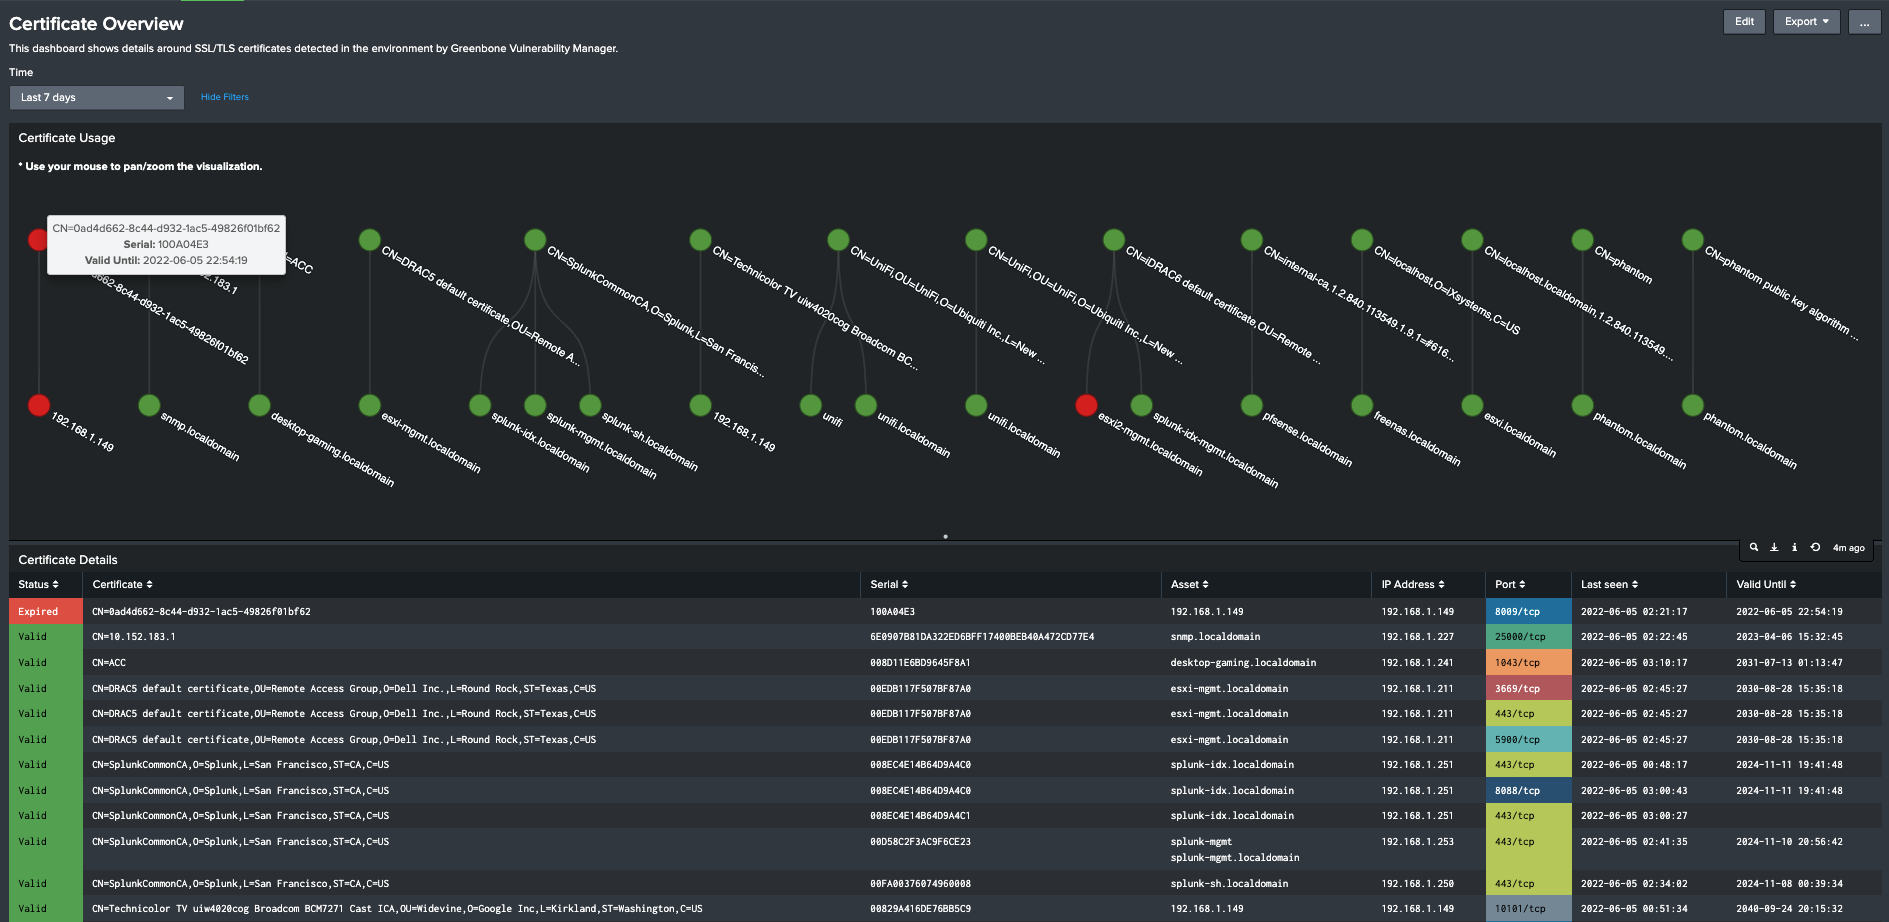 Certificate Overview
Edit
Export
...
This dashboard shows details around SSL/TLS certificates detected in the environment by Greenbone Vulnerability Manager.
Time
Last 7 days
Hide Filters
Certificate Usage
* Use your mouse to pan/zoom the visualization.
CN=0ad4d662-8c44-d932-1ac5-49826f01bf62
Serial: 100A04E3
Valid Until: 2022-06-05 22:54:19
662-8c44-d932-1ac5-49826f01bf62
.183.1
=ACC
CN=DRAC5 default certificate,OU=Remote A...
CN=SplunkCommonCA,O=Splunk,L=San Francis...
CN=Technicolor TV uiw4020cog Broadcom BC...
CN=UniFi,OU=UniFi,O=Ubiquiti Inc.,L=New ...
CN=UniFi,OU=UniFi,O=Ubiquiti Inc.,L=New ...
CN=iDRAC6 default certificate,OU=Remote ...
CN=internal-ca,1.2.840.113549.1.9.1=#616...
CN=localhost,O=iXsystems,C=US
CN=localhost.localdomain,1.2.840.113549....
CN=phantom
CN=phantom public key algorithm ...
192.168.1.149
snmp.localdomain
desktop-gaming.localdomain
esxi-mgmt.localdomain
splunk-idx.localdomain
splunk-mgmt.localdomain
splunk-sh.localdomain
192.168.1.149
unifi
unifi.localdomain
unifi.localdomain
esxi2-mgmt.localdomain
splunk-idx-mgmt.localdomain
pfsense.localdomain
freenas.localdomain
esxi.localdomain
phantom.localdomain
phantom.localdomain
4m ago
Certificate Details
Status Certificate Serial Asset IP Address Port Last seen Valid Until
Expired CN=0ad4d662-8c44-d932-1ac5-49826f01bf62 100A04E3 192.168.1.149 192.168.1.149 8009/tcp 2022-06-05 02:21:17 2022-06-05 22:54:19
Valid CN=10.152.183.1 6E0907B81DA322ED6BFF17400BEB40A472CD77E4 snmp.localdomain 192.168.1.227 25000/tcp 2022-06-05 02:22:45 2023-04-06 15:32:45
Valid CN=ACC 008D11E6BD9645F8A1 desktop-gaming.localdomain 192.168.1.241 1043/tcp 2022-06-05 03:10:17 2031-07-13 01:13:47
Valid CN=DRAC5 default certificate,OU=Remote Access Group,O=Dell Inc.,L=Round Rock,ST=Texas,C=US 00EDB117F507BF87A0 esxi-mgmt.localdomain 192.168.1.211 3669/tcp 2022-06-05 02:45:27 2030-08-28 15:35:18
Valid CN=DRAC5 default certificate,OU=Remote Access Group,O=Dell Inc.,L=Round Rock,ST=Texas,C=US 00EDB117F507BF87A0 esxi-mgmt.localdomain 192.168.1.211 443/tcp 2022-06-05 02:45:27 2030-08-28 15:35:18
Valid CN=DRAC5 default certificate,OU=Remote Access Group,O=Dell Inc.,L=Round Rock,ST=Texas,C=US 00EDB117F507BF87A0 esxi-mgmt.localdomain 192.168.1.211 5900/tcp 2022-06-05 02:45:27 2030-08-28 15:35:18
Valid CN=SplunkCommonCA,O=Splunk,L=San Francisco,ST=CA,C=US 008EC4E14B64D9A4C0 splunk-idx.localdomain 192.168.1.251 443/tcp 2022-06-05 00:48:17 2024-11-11 19:41:48
Valid CN=SplunkCommonCA,O=Splunk,L=San Francisco,ST=CA,C=US 008EC4E14B64D9A4C0 splunk-idx.localdomain 192.168.1.251 8088/tcp 2022-06-05 03:00:43 2024-11-11 19:41:48
Valid CN=SplunkCommonCA,O=Splunk,L=San Francisco,ST=CA,C=US 008EC4E14B64D9A4C1 splunk-idx.localdomain 192.168.1.251 443/tcp 2022-06-05 03:00:27
Valid CN=SplunkCommonCA,O=Splunk,L=San Francisco,ST=CA,C=US 00D58C2F3AC9F6CE23 splunk-mgmt 192.168.1.253 443/tcp 2022-06-05 02:41:35 2024-11-10 20:56:42
splunk-mgmt.localdomain
Valid CN=SplunkCommonCA,O=Splunk,L=San Francisco,ST=CA,C=US 00FA00376074960008 splunk-sh.localdomain 192.168.1.250 443/tcp 2022-06-05 02:34:02 2024-11-08 00:39:34
Valid CN=Technicolor TV uiw4020cog Broadcom BCM7271 Cast ICA,OU=Widevine,O=Google Inc,L=Kirkland,ST=Washington,C=US 00829A416DE76BB5C9 192.168.1.149 192.168.1.149 10101/tcp 2022-06-05 00:51:34 2040-09-24 20:15:32